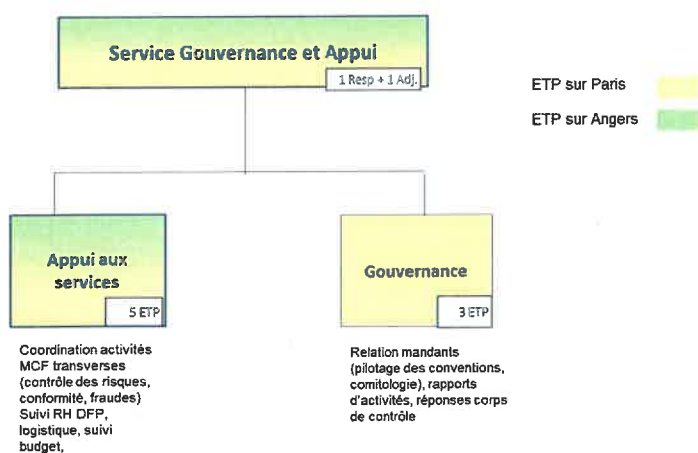 Service Gouvernance et Appui
1 Resp + 1 Adj.
ETP sur Paris
ETP sur Angers
Appui aux
services
5 ETP
Gouvernance
3 ETP
Coordination activités
MCF transverses
(contrôle des risques,
conformité, fraudes)
Suivi RH DFP,
logistique, suivi
budget,
Relation mandants
(pilotage des conventions,
comitologie), rapports
d'activités, réponses corps
de contrôle